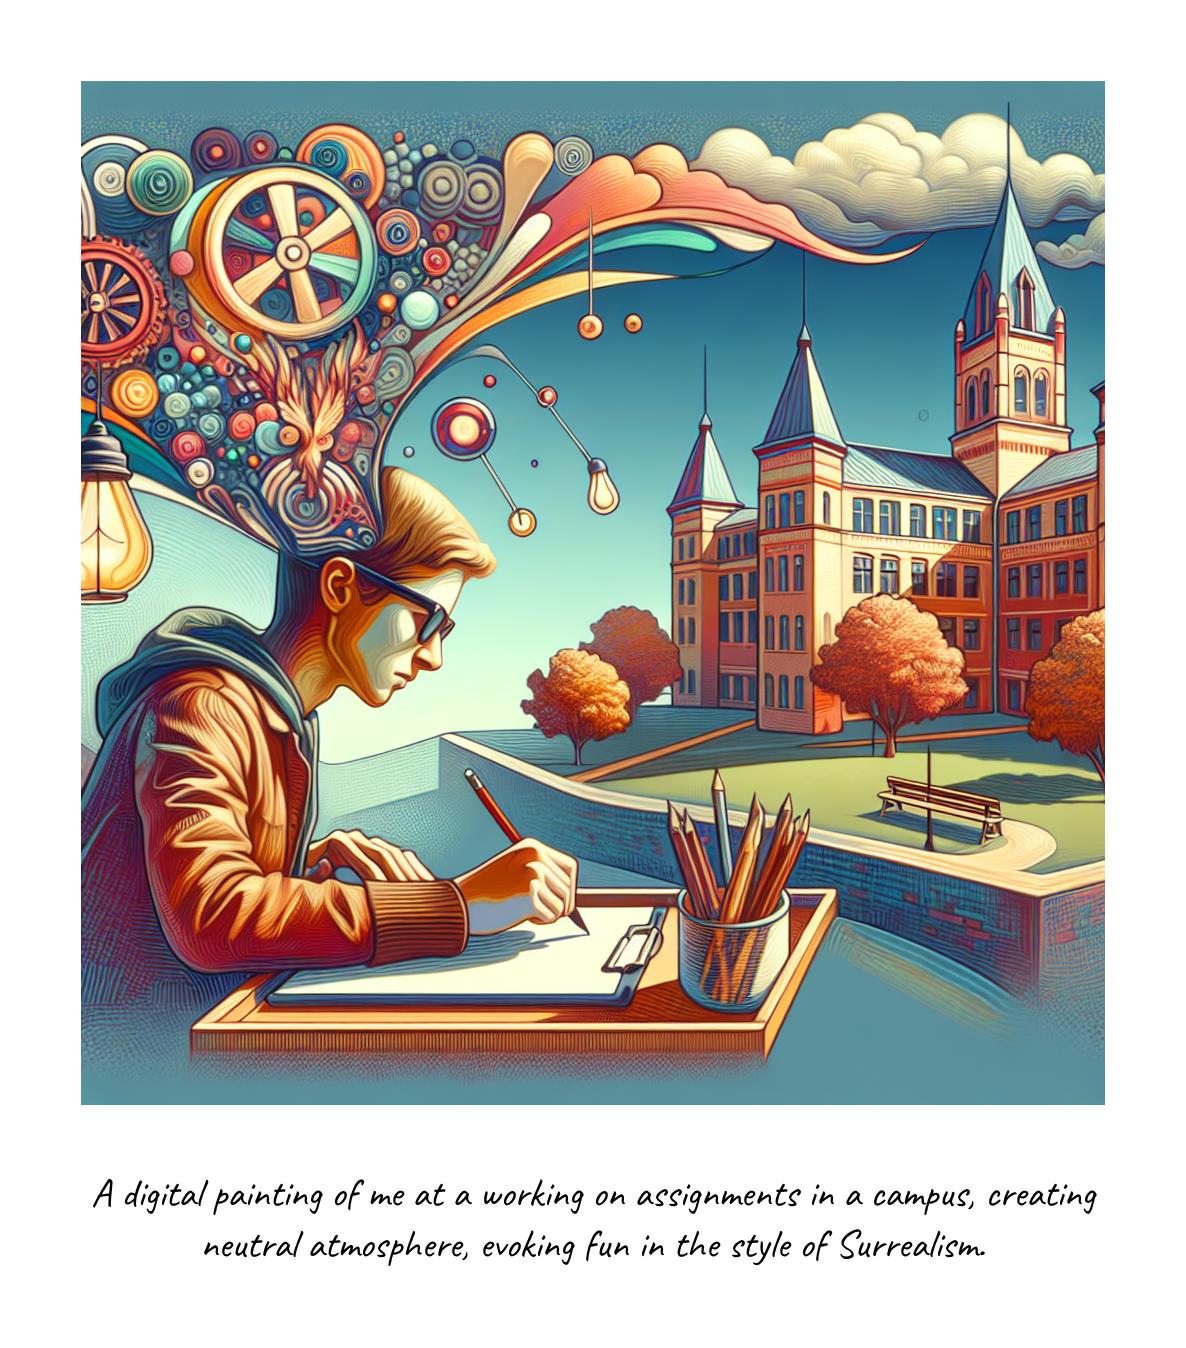 A digital painting of me at a working on assignments in a campus, creating
neutral atmosphere, evoking fun in the style of Surrealism.